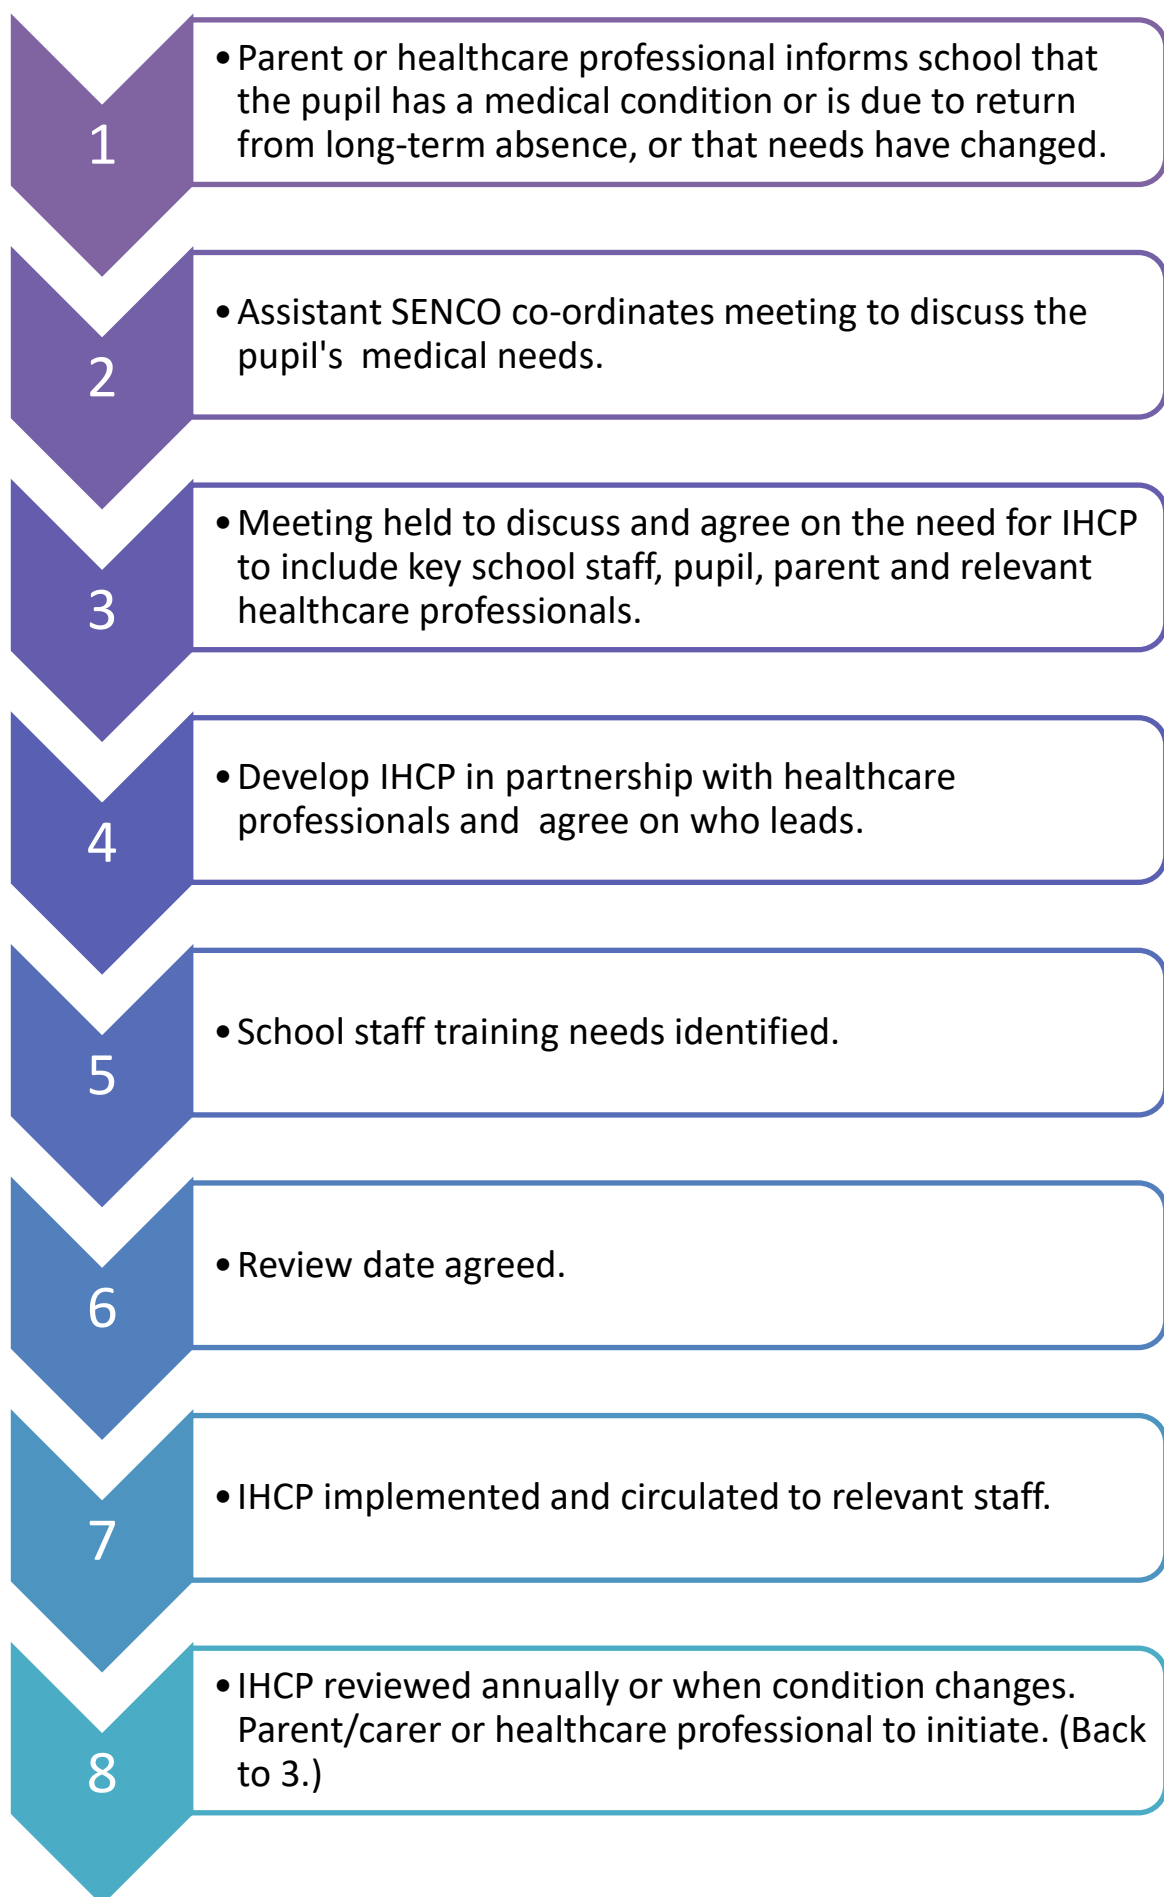 1
• Parent or healthcare professional informs school that
the pupil has a medical condition or is due to return
from long-term absence, or that needs have changed.
2
• Assistant SENCO co-ordinates meeting to discuss the
pupil's  medical needs.
3
• Meeting held to discuss and agree on the need for IHCP
to include key school staff, pupil, parent and relevant
healthcare professionals.
4
• Develop IHCP in partnership with healthcare
professionals and  agree on who leads.
5
• School staff training needs identified.
6
• Review date agreed.
7
• IHCP implemented and circulated to relevant staff.
8
• IHCP reviewed annually or when condition changes.
Parent/carer or healthcare professional to initiate. (Back
to 3.)